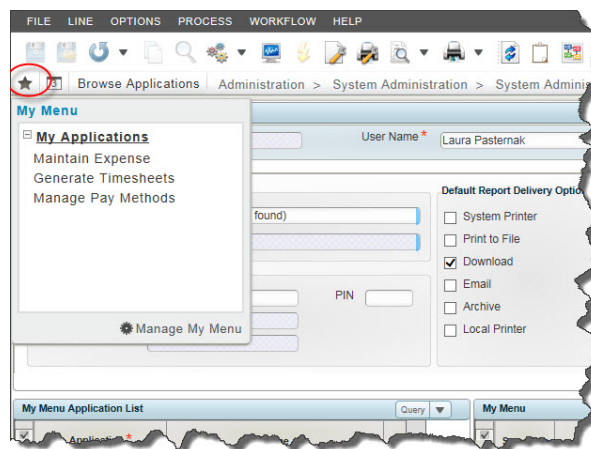 FILE LINE OPTIONS PROCESS WORKFLOW HELP
Browse Applications Administration > System Administration > System Adminis
My Menu
My Applications
Maintain Expense
Generate Timesheets
Manage Pay Methods
Manage My Menu
User Name * Laura Pasternak
found)
PIN
Default Report Delivery Optio
System Printer
Print to File
Download
Email
Archive
Local Printer
My Menu Application List Query
My Menu
Application *